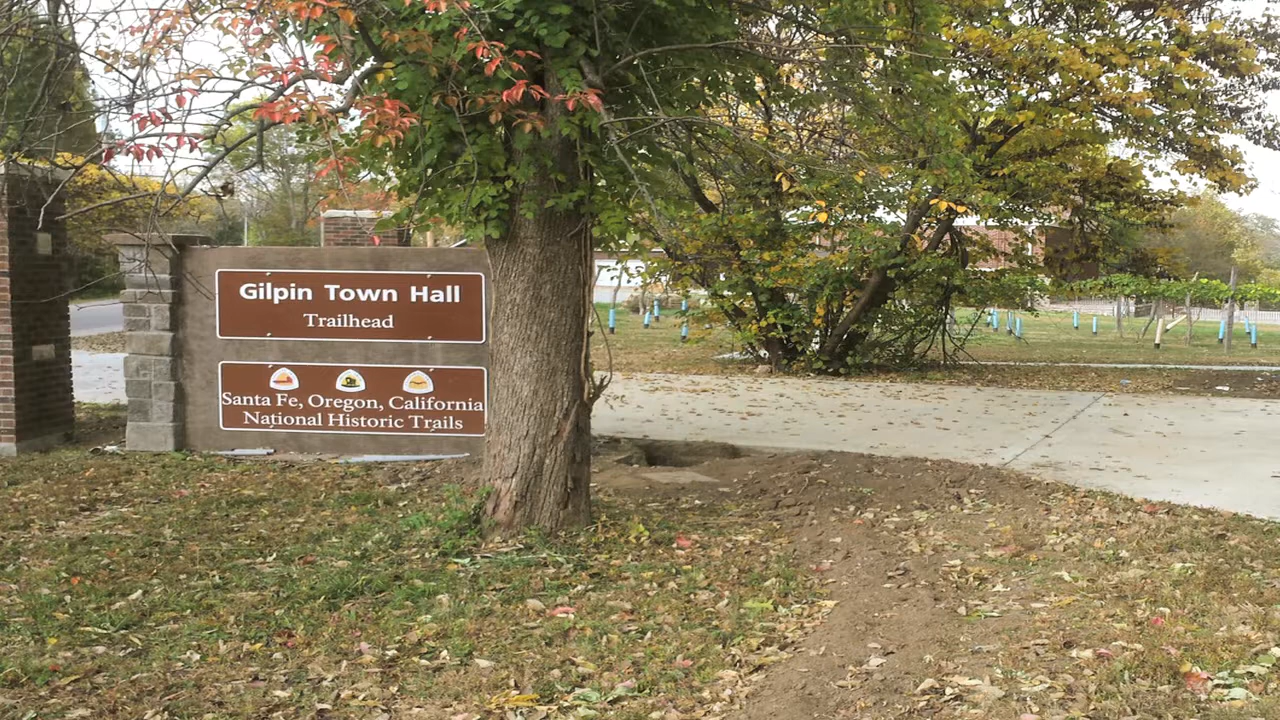 Gilpin Town Hall
Trailhead
Santa Fe, Oregon, California
National Historic Trails